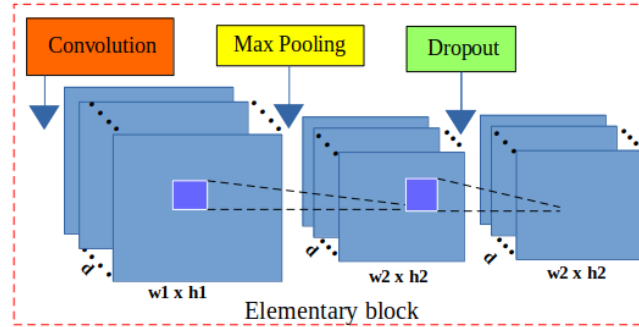 Convolution
Max Pooling
Dropout
d
d
d
w1 x h1
w2 x h2
w2 x h2
Elementary block